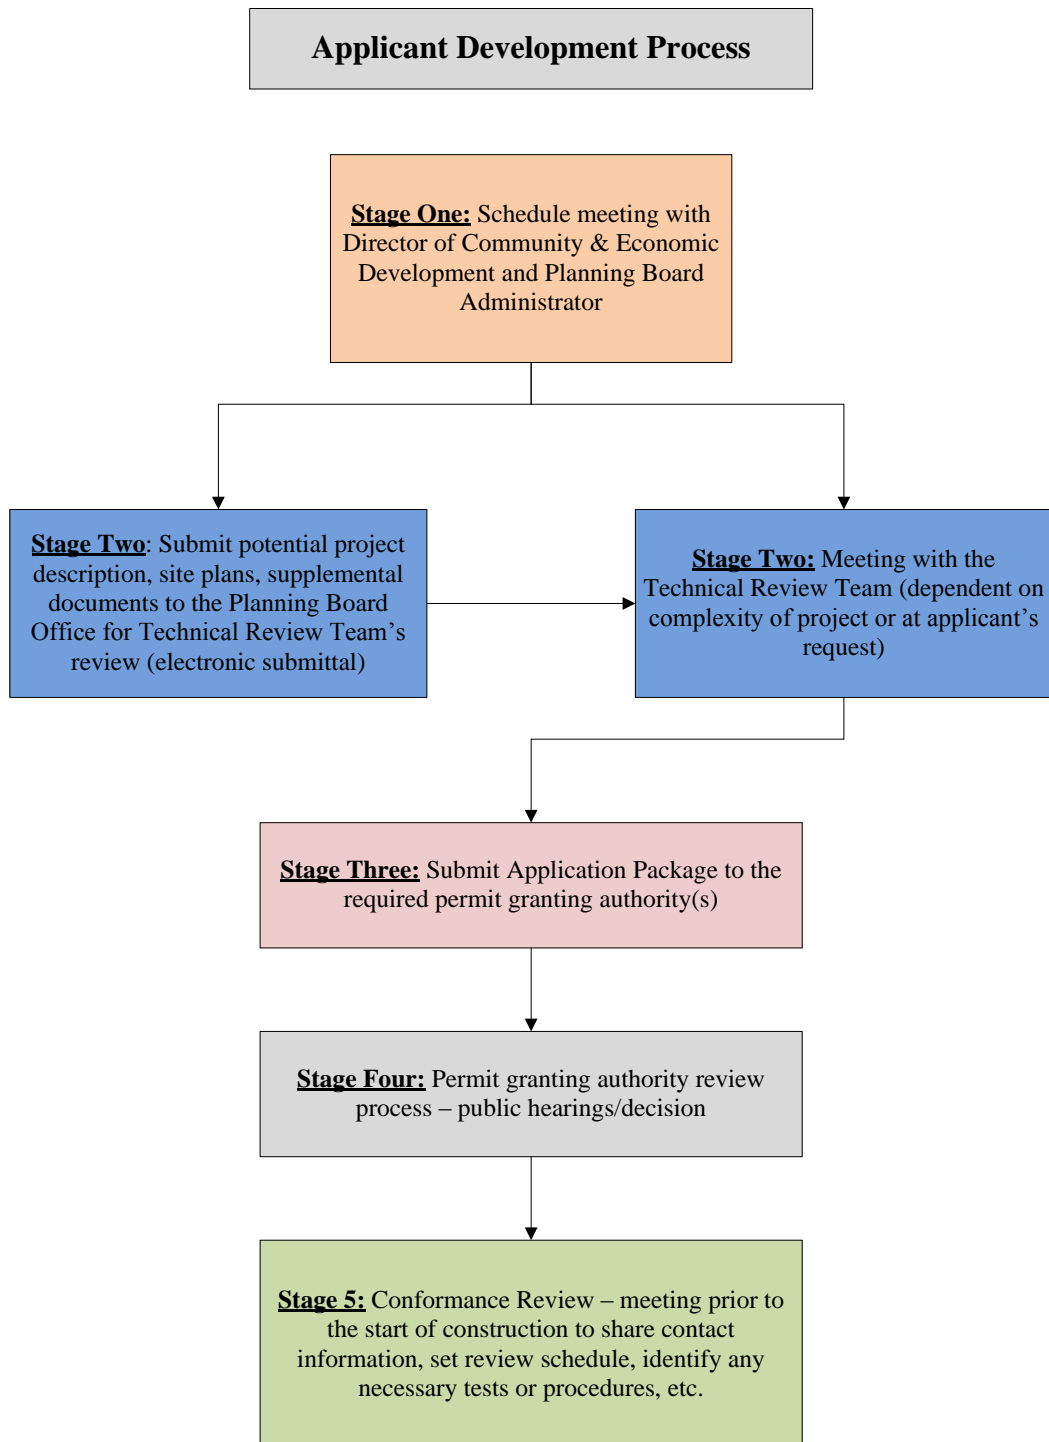 Applicant Development Process
Stage One: Schedule meeting with
Director of Community & Economic
Development and Planning Board
Administrator
Stage Two: Submit potential project
description, site plans, supplemental
documents to the Planning Board
Office for Technical Review Team’s
review (electronic submittal)
Stage Two: Meeting with the
Technical Review Team (dependent on
complexity of project or at applicant’s
request)
Stage Three: Submit Application Package to the
required permit granting authority(s)
Stage Four: Permit granting authority review
process – public hearings/decision
Stage 5: Conformance Review – meeting prior to
the start of construction to share contact
information, set review schedule, identify any
necessary tests or procedures, etc.